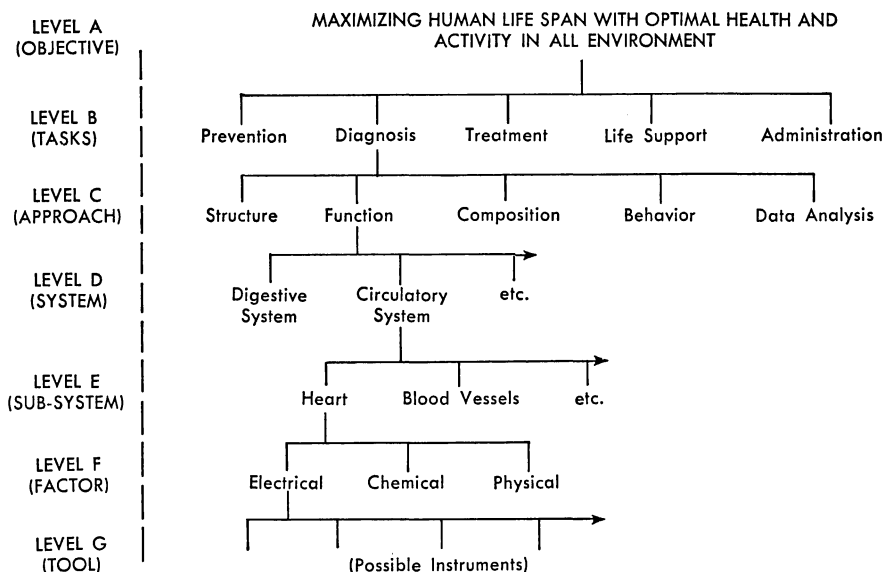 LEVEL A
(OBJECTIVE)
MAXIMIZING HUMAN LIFE SPAN WITH OPTIMAL HEALTH AND
ACTIVITY IN ALL ENVIRONMENT
LEVEL B
(TASKS)
Prevention Diagnosis Treatment Life Support Administration
LEVEL C
(APPROACH)
Structure Function Composition Behavior Data Analysis
LEVEL D
(SYSTEM)
Digestive System
Circulatory System
etc.
LEVEL E
(SUB-SYSTEM)
Heart Blood Vessels etc.
LEVEL F
(FACTOR)
Electrical Chemical Physical
LEVEL G
(TOOL)
(Possible Instruments)